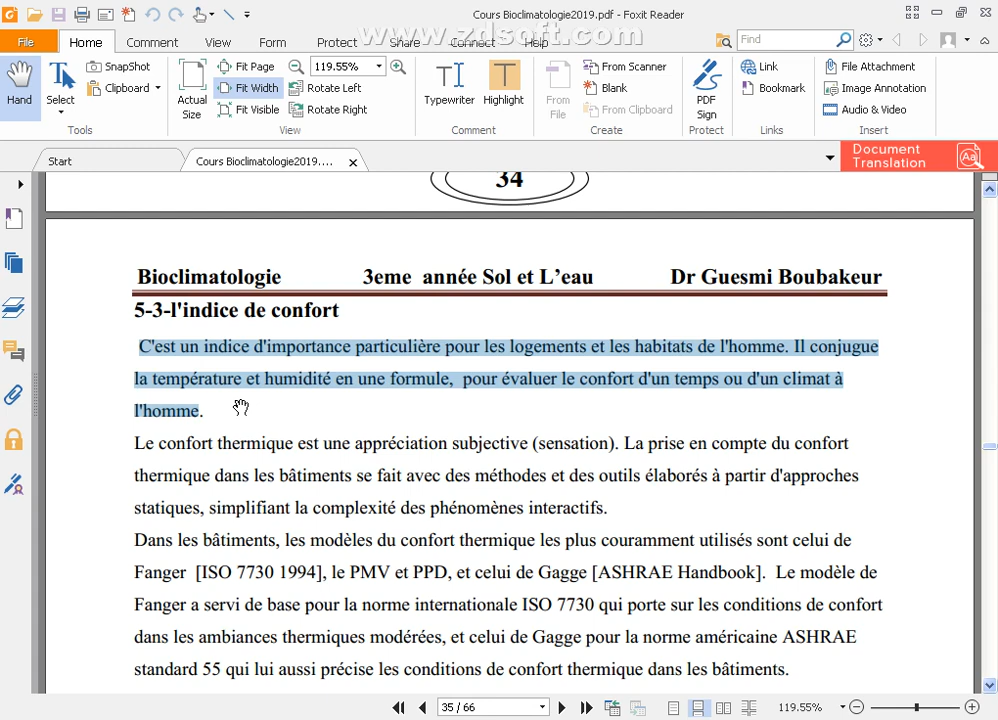 Cours Bioclimatologie2019.pdf - Foxit Reader
www.zdsoft.com
File Home Comment View Form Protect Share Connect Help Find
Hand
Select
SnapShot
Clipboard
Tools
Actual Size
Fit Page
Fit Width
Fit Visible
119.55%
Rotate Left
Rotate Right
View
Typewriter
Highlight
Comment
From File
From Scanner
Blank
From Clipboard
Create
PDF Sign
Protect
Link
Bookmark
Links
File Attachment
Image Annotation
Audio & Video
Insert
Start
Cours Bioclimatologie2019....
Document Translation
34
Bioclimatologie 3eme année Sol et L’eau Dr Guesmi Boubakeur
5-3-l'indice de confort
C'est un indice d'importance particulière pour les logements et les habitats de l'homme. Il conjugue
la température et humidité en une formule, pour évaluer le confort d'un temps ou d'un climat à
l'homme.
Le confort thermique est une appréciation subjective (sensation). La prise en compte du confort
thermique dans les bâtiments se fait avec des méthodes et des outils élaborés à partir d'approches
statiques, simplifiant la complexité des phénomènes interactifs.
Dans les bâtiments, les modèles du confort thermique les plus couramment utilisés sont celui de
Fanger [ISO 7730 1994], le PMV et PPD, et celui de Gagge [ASHRAE Handbook]. Le modèle de
Fanger a servi de base pour la norme internationale ISO 7730 qui porte sur les conditions de confort
dans les ambiances thermiques modérées, et celui de Gagge pour la norme américaine ASHRAE
standard 55 qui lui aussi précise les conditions de confort thermique dans les bâtiments.
35 / 66
119.55%